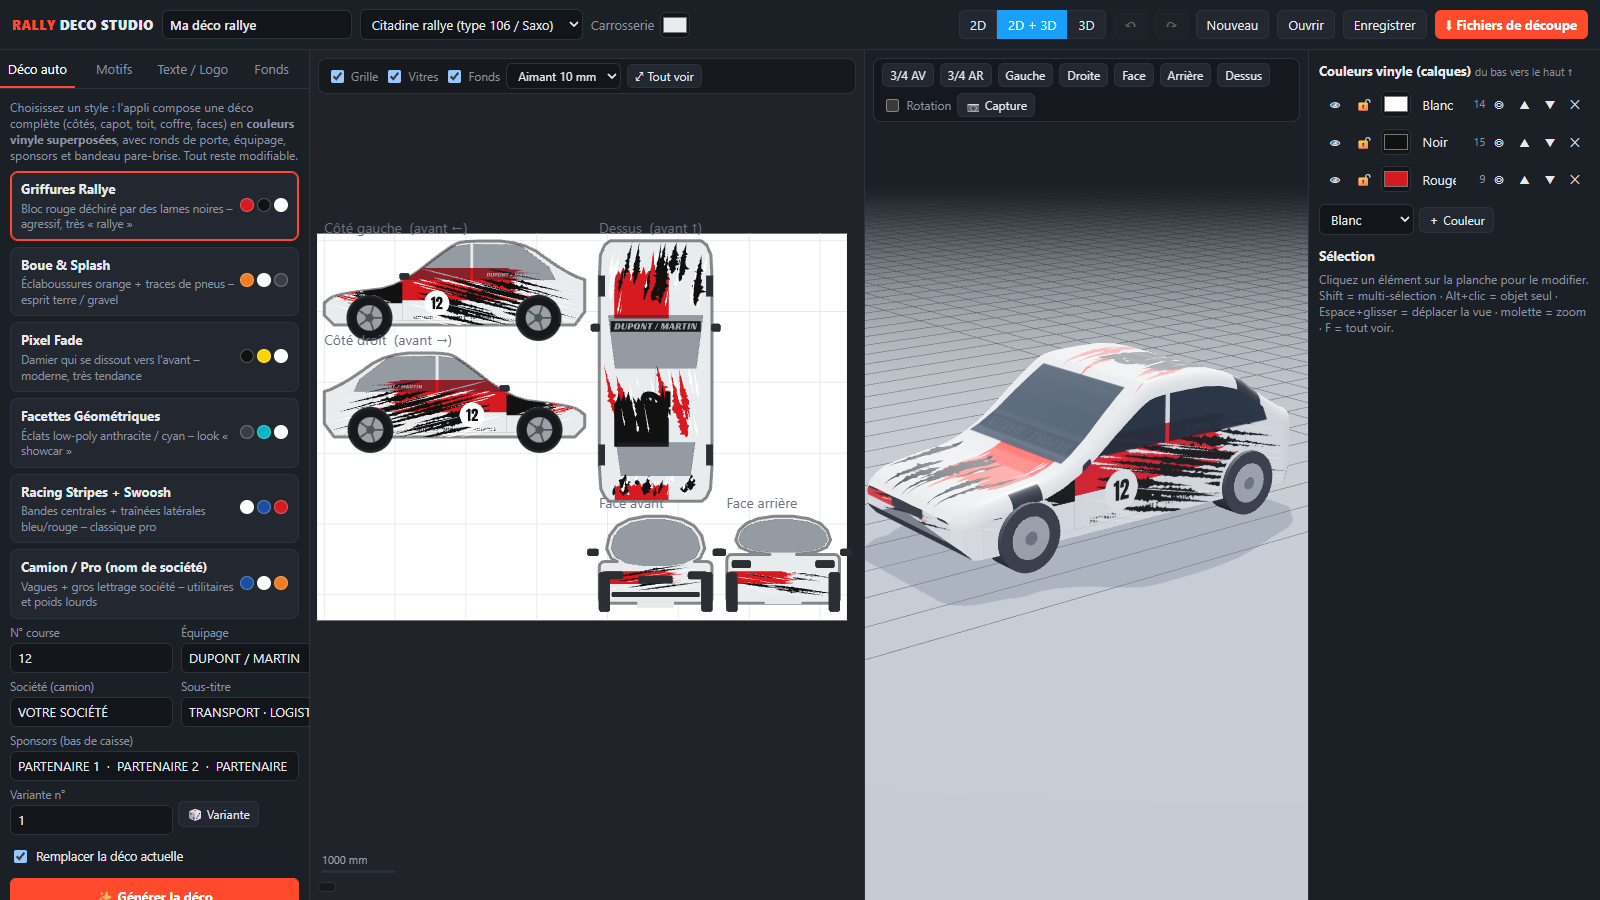 RALLY DECO STUDIO
Ma déco rallye
Citadine rallye (type 106 / Saxo)
Carrosserie
2D
2D + 3D
3D
Nouveau
Ouvrir
Enregistrer
⬇ Fichiers de découpe
Déco auto
Motifs
Texte / Logo
Fonds
Choisissez un style : l'appli compose une déco
complète (côtés, capot, toit, coffre, faces) en couleurs
vinyle superposées, avec ronds de porte, équipage,
sponsors et bandeau pare-brise. Tout reste modifiable.
Griffures Rallye
Bloc rouge déchiré par des lames noires –
agressif, très « rallye »
Boue & Splash
Éclaboussures orange + traces de pneus –
esprit terre / gravel
Pixel Fade
Damier qui se dissout vers l'avant –
moderne, très tendance
Facettes Géométriques
Éclats low-poly anthracite / cyan – look «
showcar »
Racing Stripes + Swoosh
Bandes centrales + traînées latérales
bleu/rouge – classique pro
Camion / Pro (nom de société)
Vagues + gros lettrage société – utilitaires
et poids lourds
N° course
Équipage
12
DUPONT / MARTIN
Société (camion)
Sous-titre
VOTRE SOCIÉTÉ
TRANSPORT · LOGIST
Sponsors (bas de caisse)
PARTENAIRE 1 · PARTENAIRE 2 · PARTENAIRE
Variante n°
1
Variante
Remplacer la déco actuelle
✨ Générer la déco
Grille
Vitres
Fonds
Aimant 10 mm
⤢ Tout voir
Côté gauche (avant ←)
Dessus (avant ↑)
DUPONT / MARTIN
12
DUPONT / MARTIN
Côté droit (avant →)
DUPONT / MARTIN
12
Face avant
Face arrière
1000 mm
3/4 AV
3/4 AR
Gauche
Droite
Face
Arrière
Dessus
Rotation
Capture
12
Couleurs vinyle (calques) du bas vers le haut ↑
Blanc 14
Noir 15
Rouge 9
Blanc
+ Couleur
Sélection
Cliquez un élément sur la planche pour le modifier.
Shift = multi-sélection · Alt+clic = objet seul ·
Espace+glisser = déplacer la vue · molette = zoom
· F = tout voir.